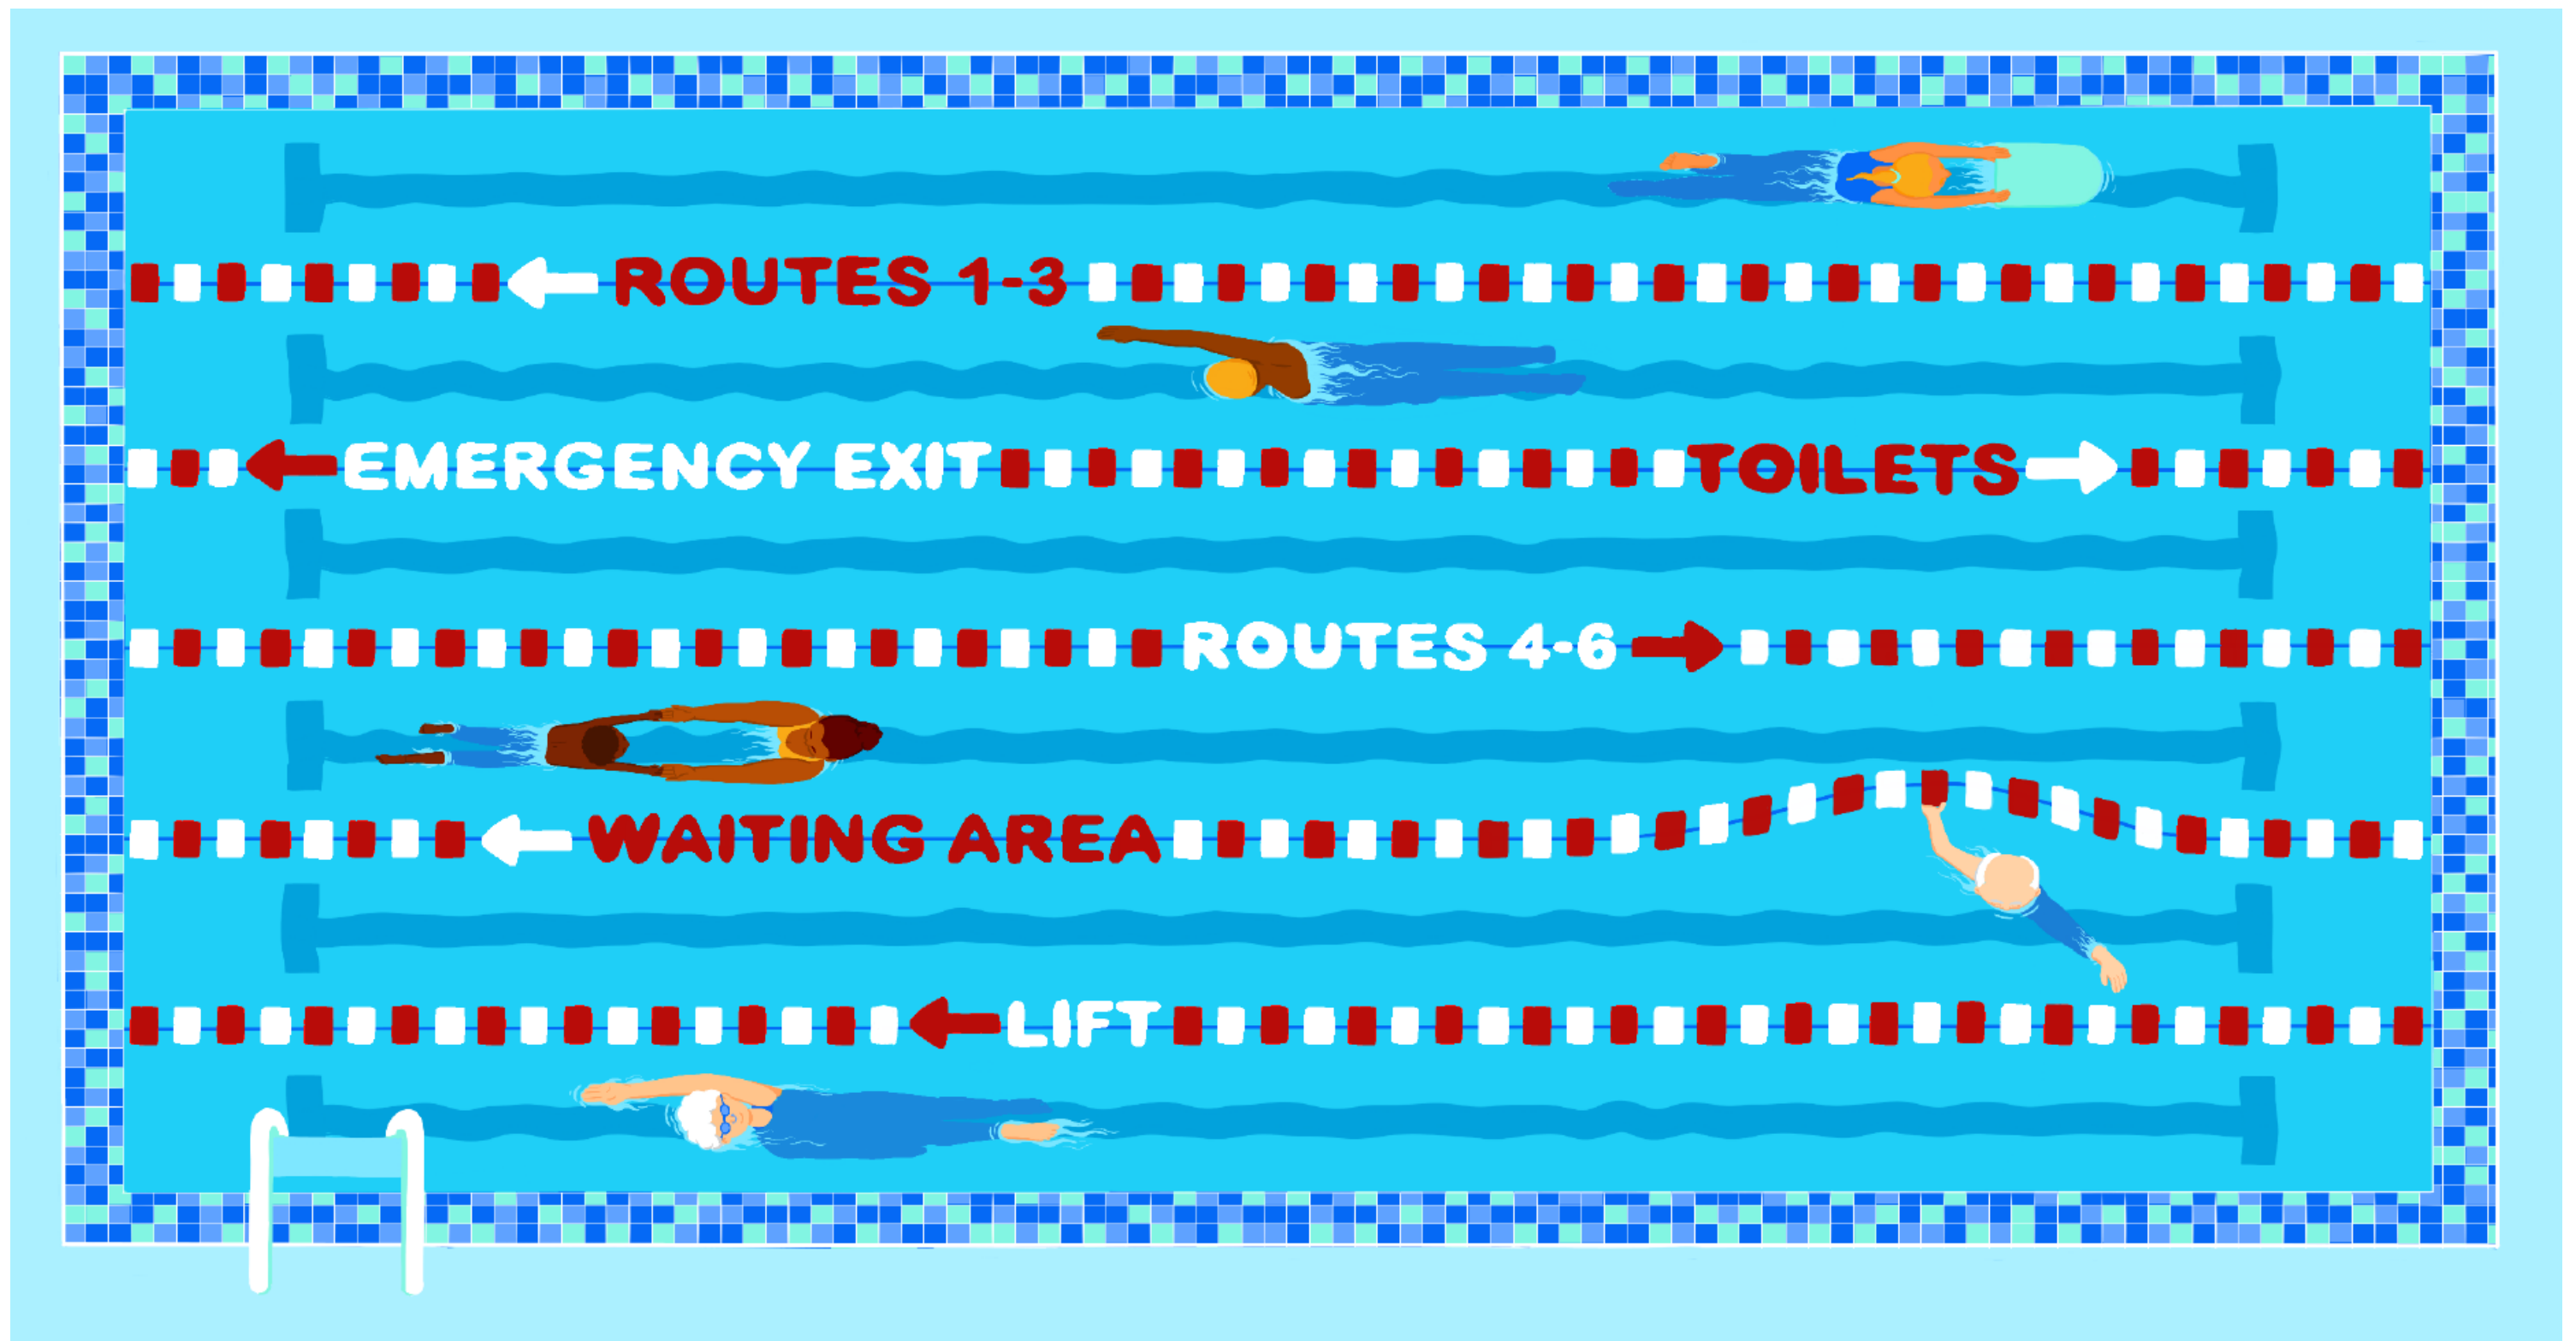 ← ROUTES 1-3
← EMERGENCY EXIT TOILETS →
ROUTES 4-6 →
← WAITING AREA
← LIFT